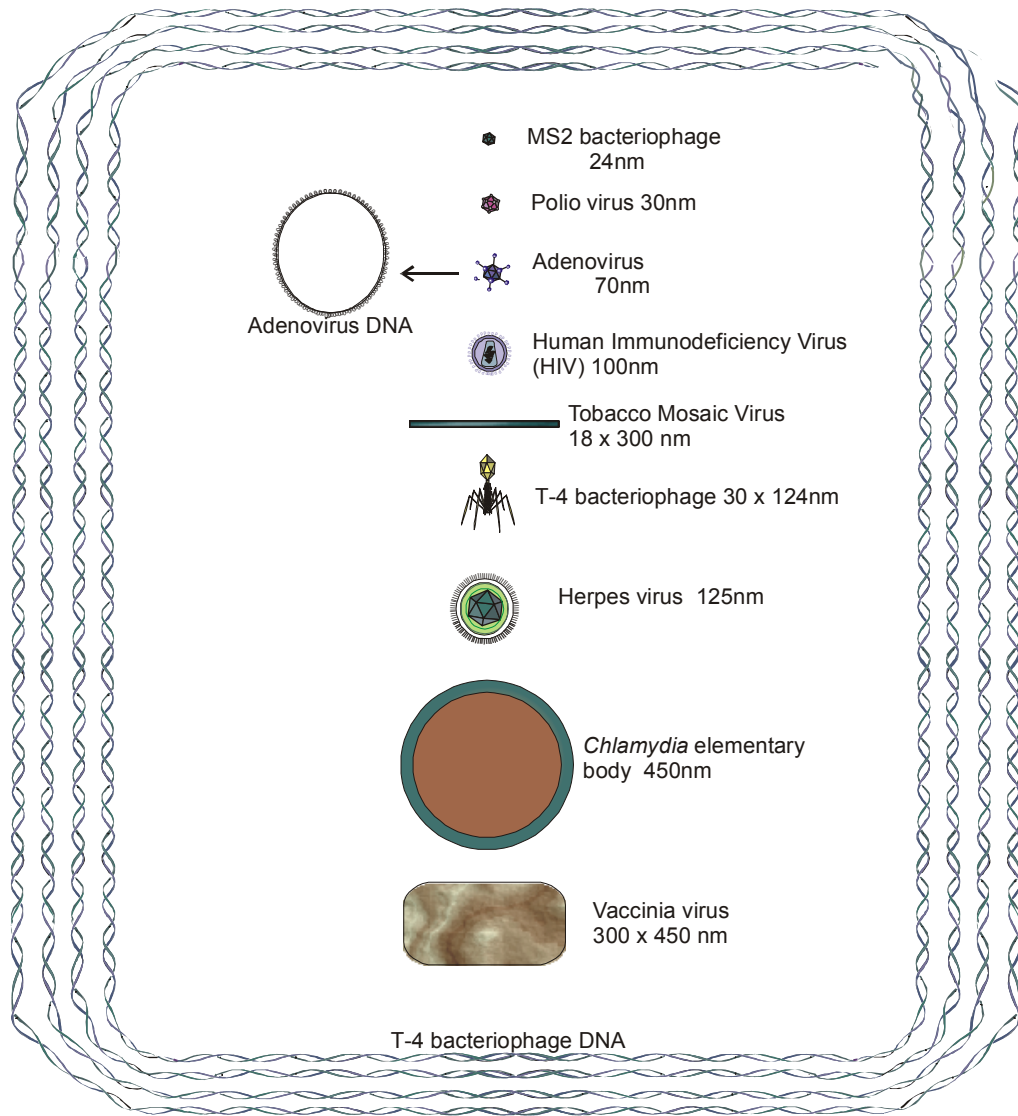 MS2 bacteriophage
24nm
Polio virus 30nm
Adenovirus
70nm
Adenovirus DNA
Human Immunodeficiency Virus
(HIV) 100nm
Tobacco Mosaic Virus
18 x 300 nm
T-4 bacteriophage 30 x 124nm
Herpes virus 125nm
Chlamydia elementary
body 450nm
Vaccinia virus
300 x 450 nm
T-4 bacteriophage DNA